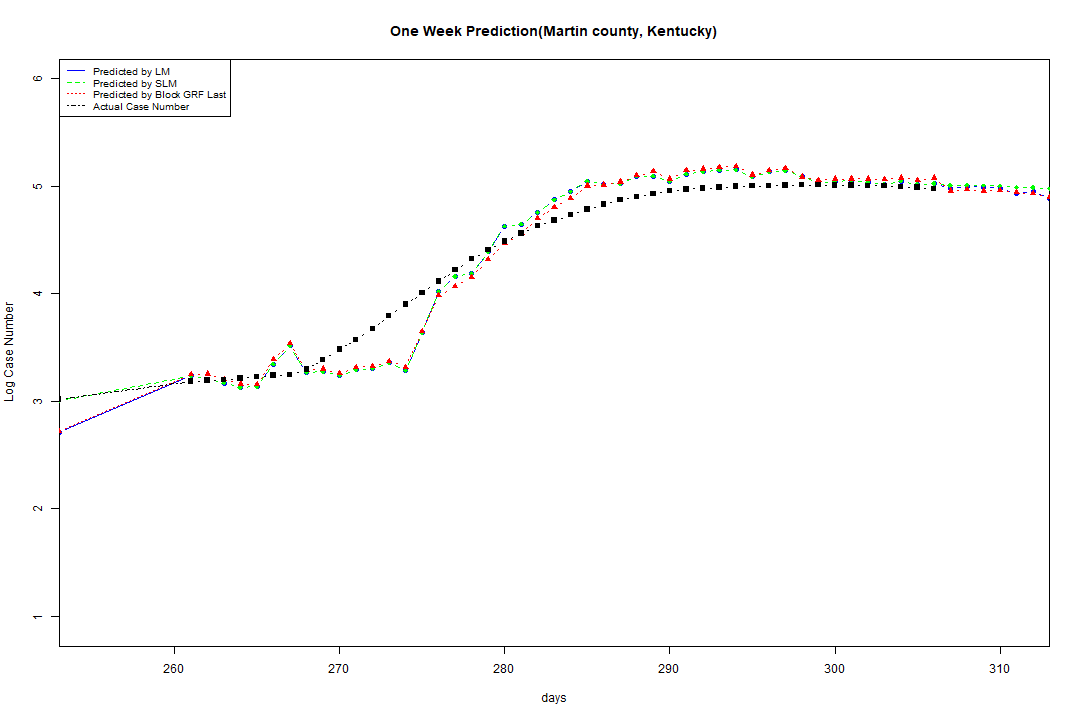 One Week Prediction(Martin county, Kentucky)
Predicted by LM
Predicted by SLM
Predicted by Block GRF Last
Actual Case Number
6
5
4
3
2
1
Log Case Number
260 270 280 290 300 310
days